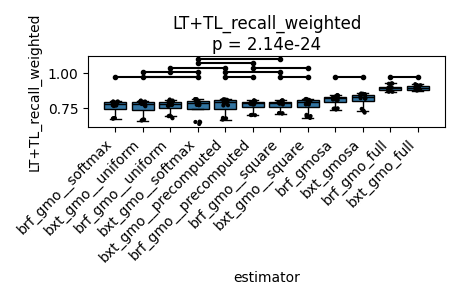 LT+TL_recall_weighted
p = 2.14e-24
LT+TL_recall_weighted
1.00
0.75
brf_gmo__softmax
bxt_gmo__uniform
brf_gmo__uniform
bxt_gmo__softmax
bxt_gmo__precomputed
brf_gmo__precomputed
brf_gmo__square
bxt_gmo__square
brf_gmosa
bxt_gmosa
brf_gmo_full
bxt_gmo_full
estimator